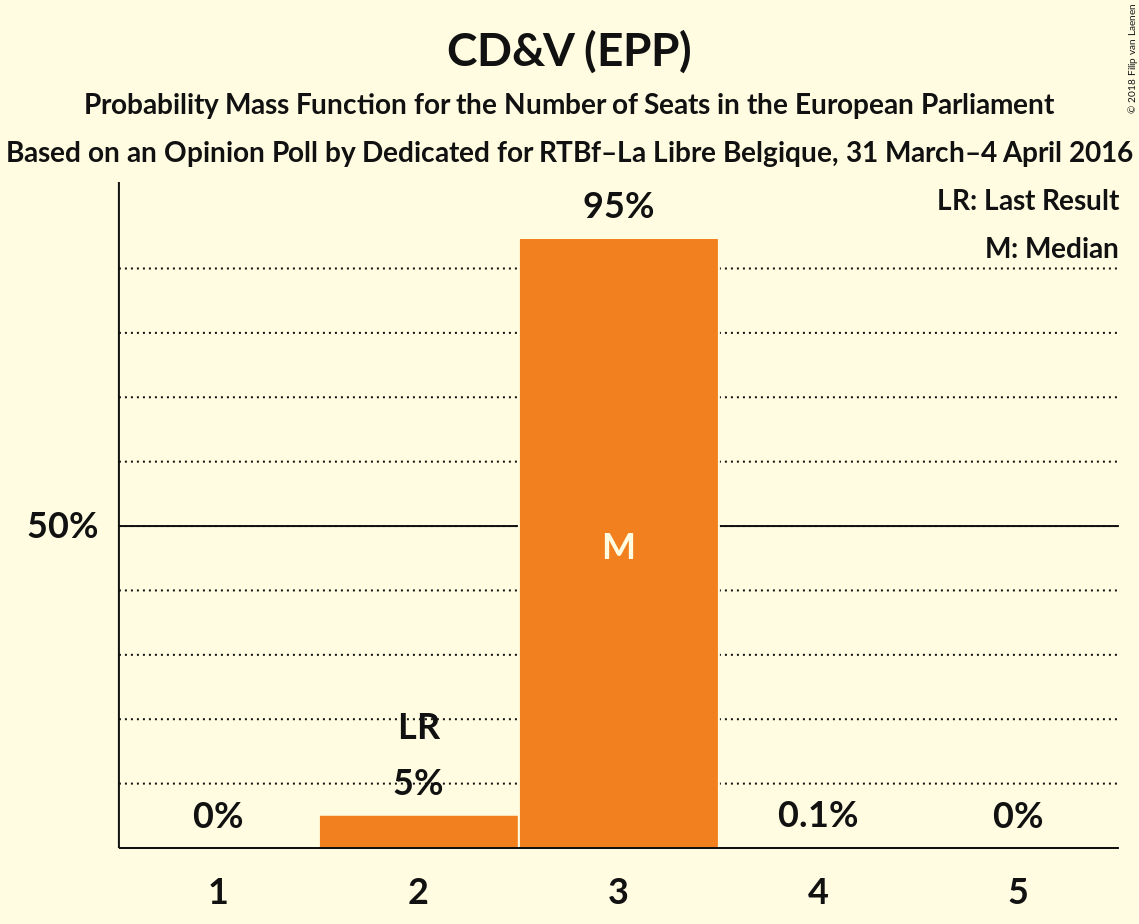 CD&V (EPP)
Probability Mass Function for the Number of Seats in the European Parliament
Based on an Opinion Poll by Dedicated for RTBf–La Libre Belgique, 31 March–4 April 2016
© 2018 Filip van Laenen
LR: Last Result
M: Median
95%
50%
M
LR
5%
0%
0.1%
0%
1 2 3 4 5